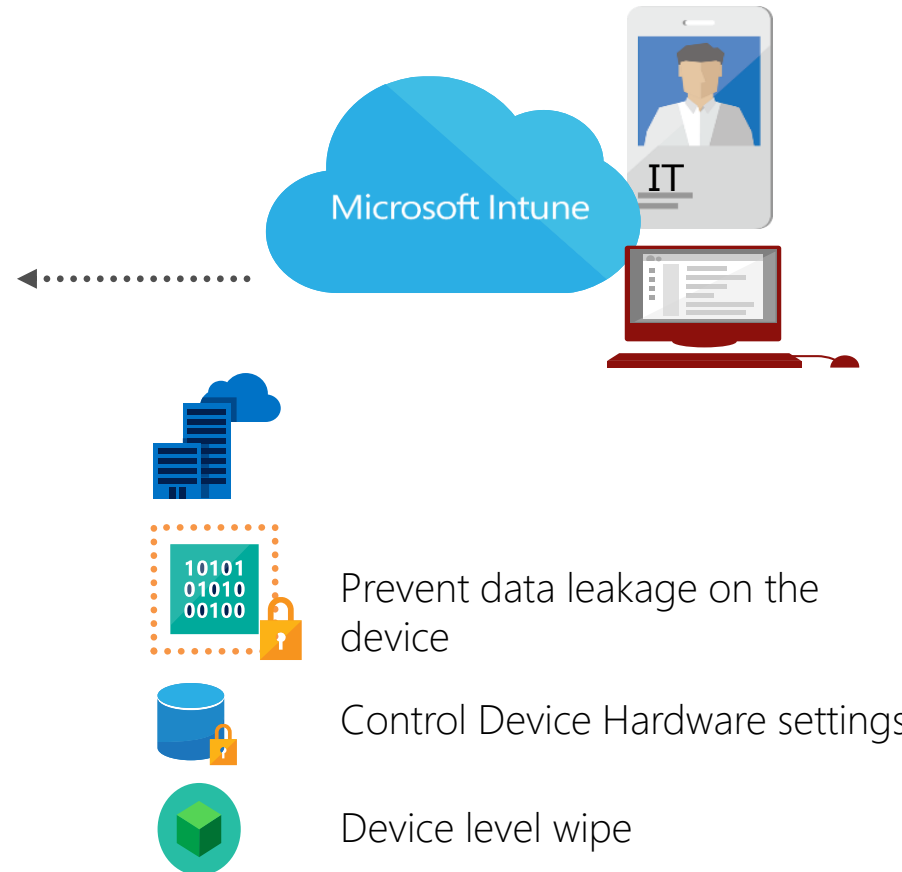 IT
Microsoft Intune
10101
01010
00100
Prevent data leakage on the
device
Control Device Hardware settings
Device level wipe